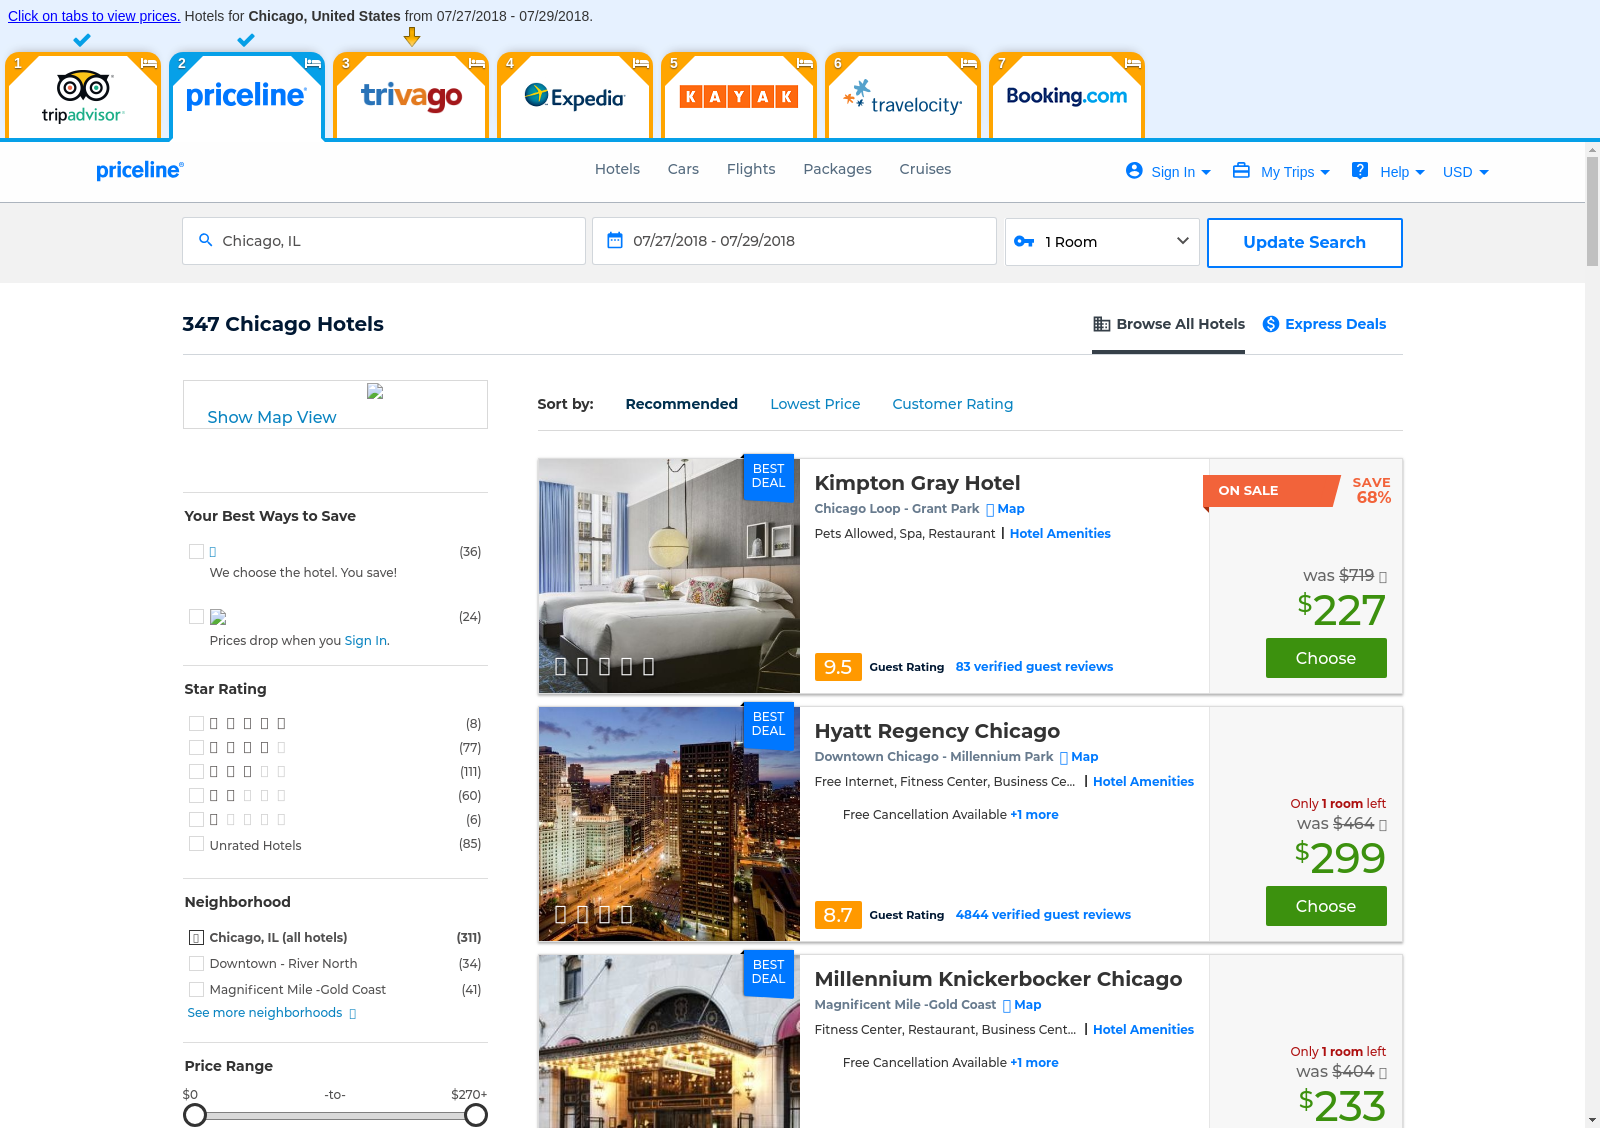 Click on tabs to view prices. Hotels for Chicago, United States from 07/27/2018 - 07/29/2018.
1
tripadvisor
2
priceline
3
trivago
4
Expedia
5
KAYAK
6
travelocity
7
Booking.com
priceline
Hotels Cars Flights Packages Cruises
Sign In My Trips Help USD
Chicago, IL
07/27/2018 - 07/29/2018
1 Room
Update Search
347 Chicago Hotels
Browse All Hotels Express Deals
Show Map View
Sort by: Recommended Lowest Price Customer Rating
Your Best Ways to Save
(36)
We choose the hotel. You save!
(24)
Prices drop when you Sign In.
Star Rating
(8)
(77)
(111)
(60)
(6)
Unrated Hotels (85)
Neighborhood
Chicago, IL (all hotels) (311)
Downtown - River North (34)
Magnificent Mile -Gold Coast (41)
See more neighborhoods
Price Range
$0 -to- $270+
BEST
DEAL
Kimpton Gray Hotel
Chicago Loop - Grant Park Map
Pets Allowed, Spa, Restaurant | Hotel Amenities
9.5 Guest Rating 83 verified guest reviews
ON SALE
SAVE
68%
was $719
$227
Choose
BEST
DEAL
Hyatt Regency Chicago
Downtown Chicago - Millennium Park Map
Free Internet, Fitness Center, Business Ce... | Hotel Amenities
Free Cancellation Available +1 more
8.7 Guest Rating 4844 verified guest reviews
Only 1 room left
was $464
$299
Choose
BEST
DEAL
Millennium Knickerbocker Chicago
Magnificent Mile -Gold Coast Map
Fitness Center, Restaurant, Business Cent... | Hotel Amenities
Free Cancellation Available +1 more
Only 1 room left
was $404
$233